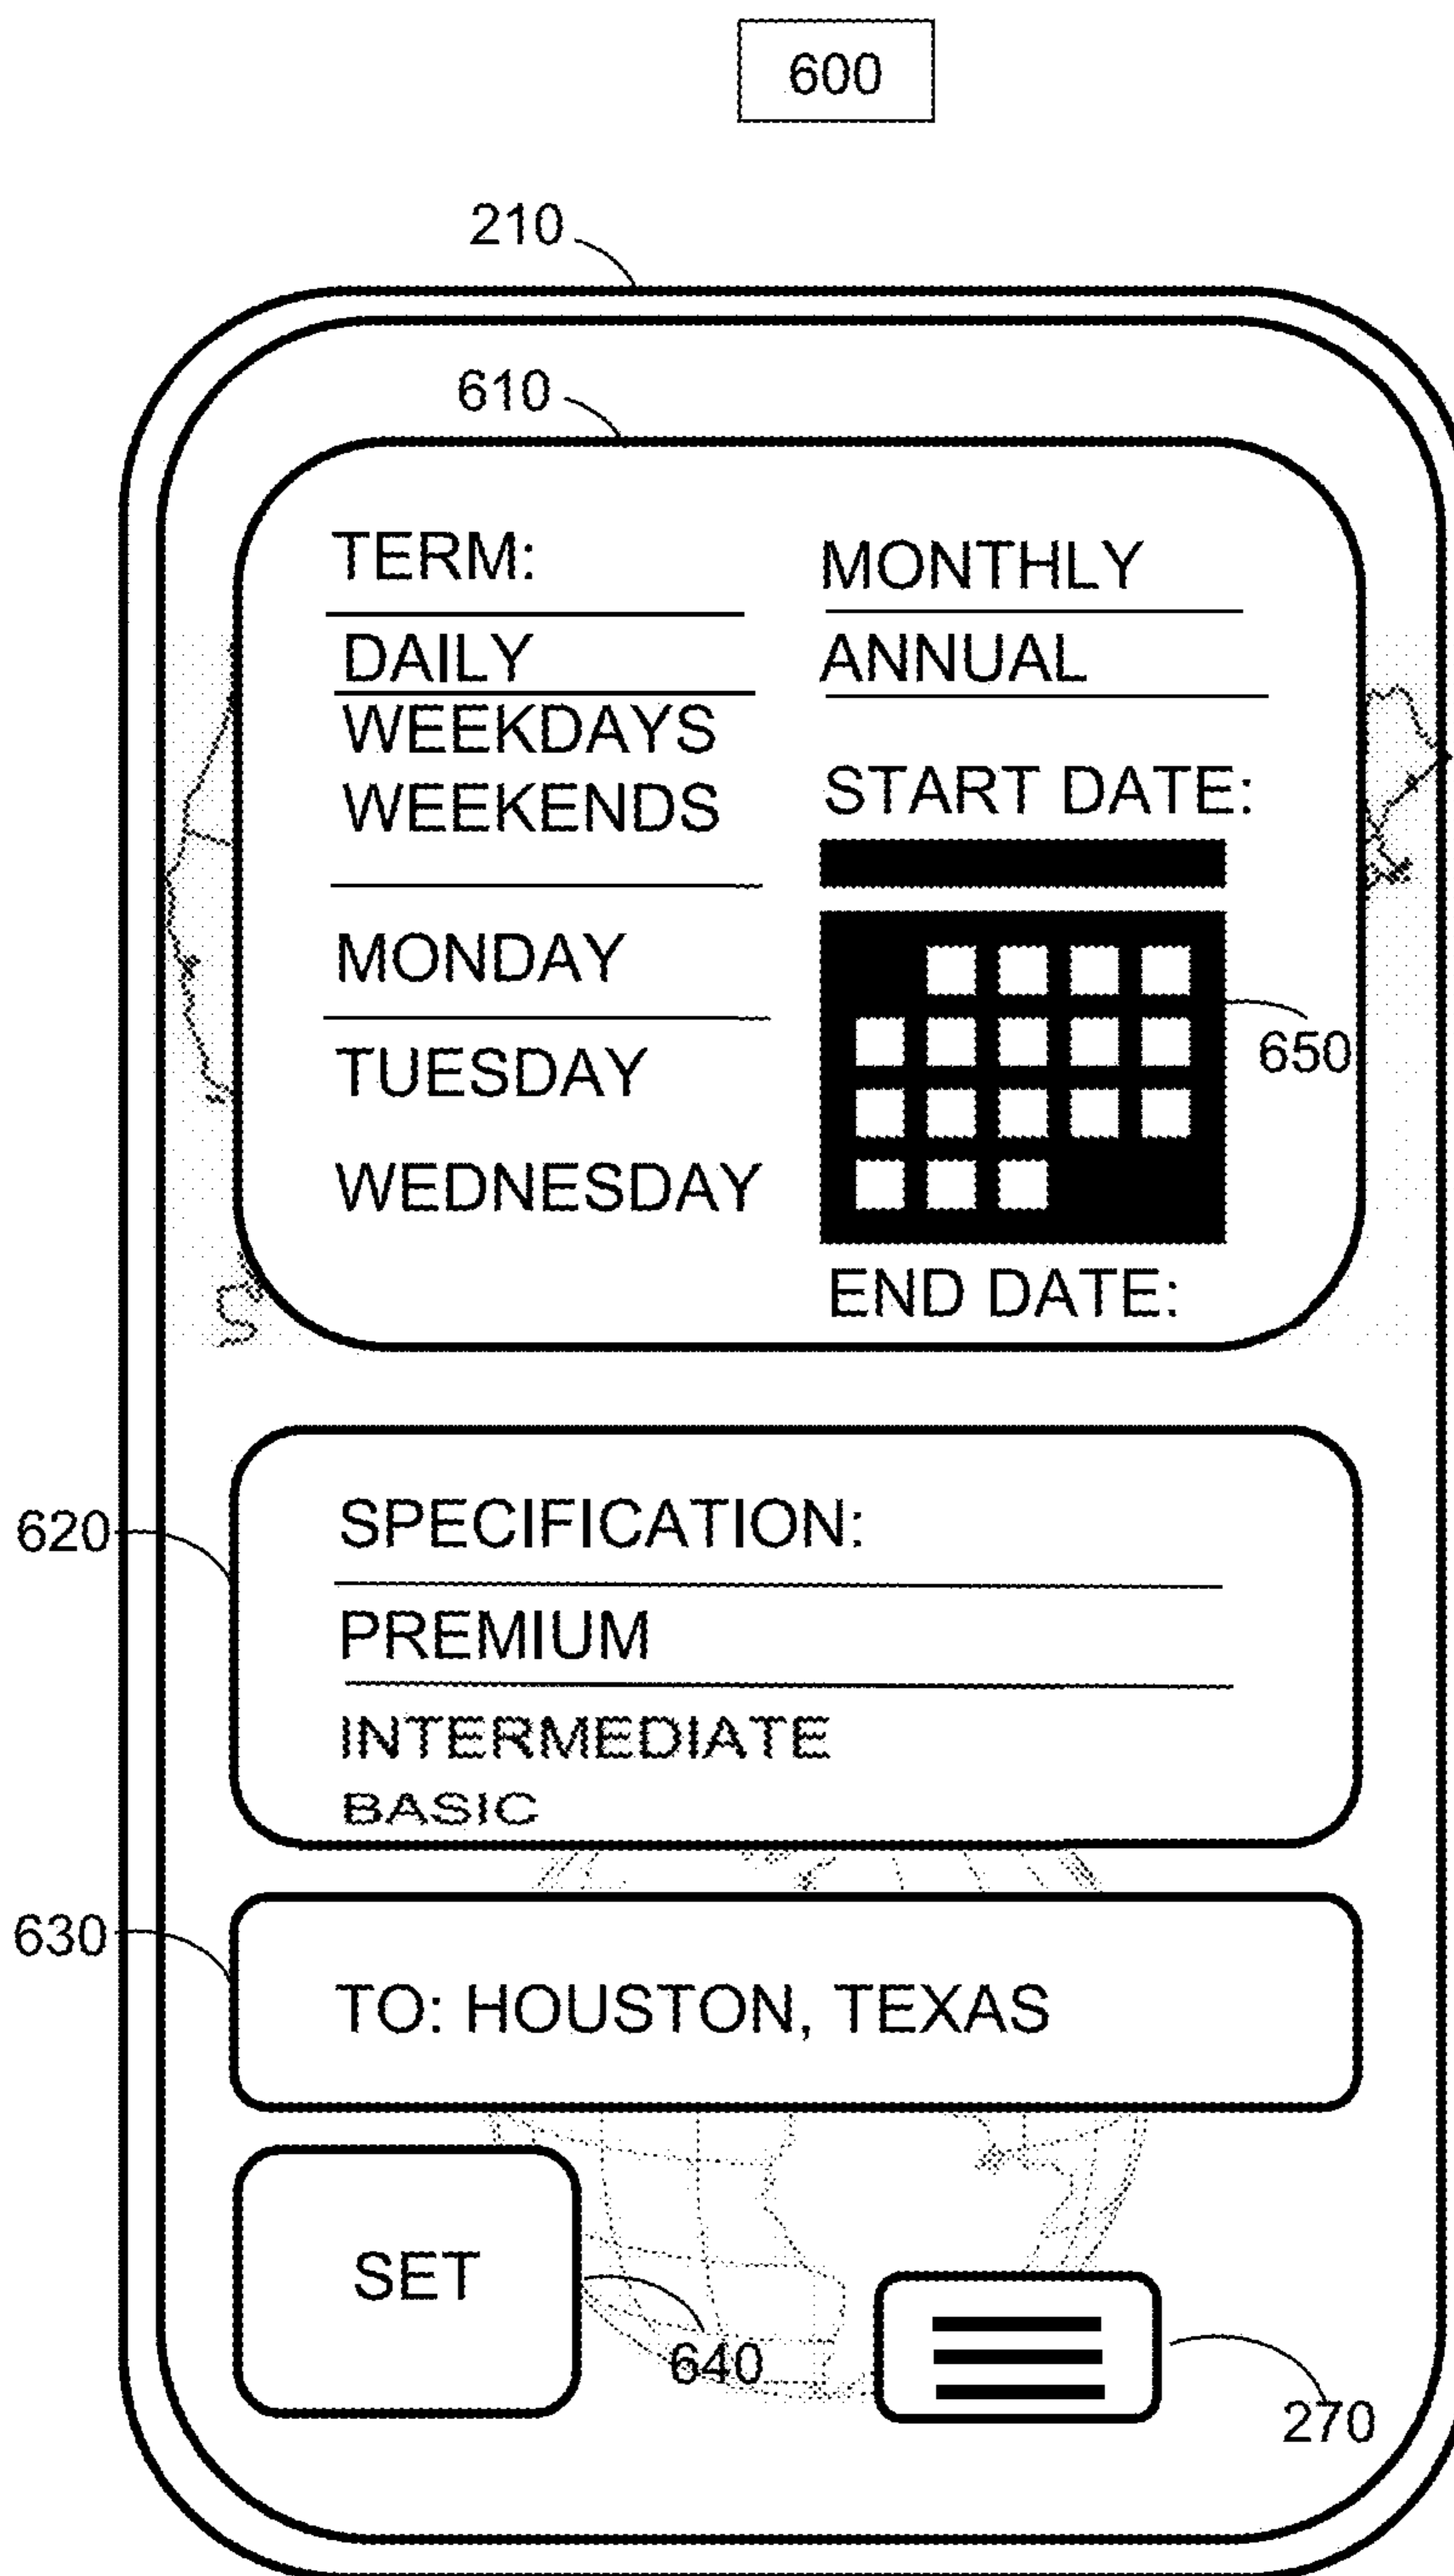 600
210
610
TERM:
DAILY
WEEKDAYS
WEEKENDS
MONDAY
TUESDAY
WEDNESDAY
MONTHLY
ANNUAL
START DATE:
650
END DATE:
620
SPECIFICATION:
PREMIUM
INTERMEDIATE
BASIC
630
TO: HOUSTON, TEXAS
SET
640
270